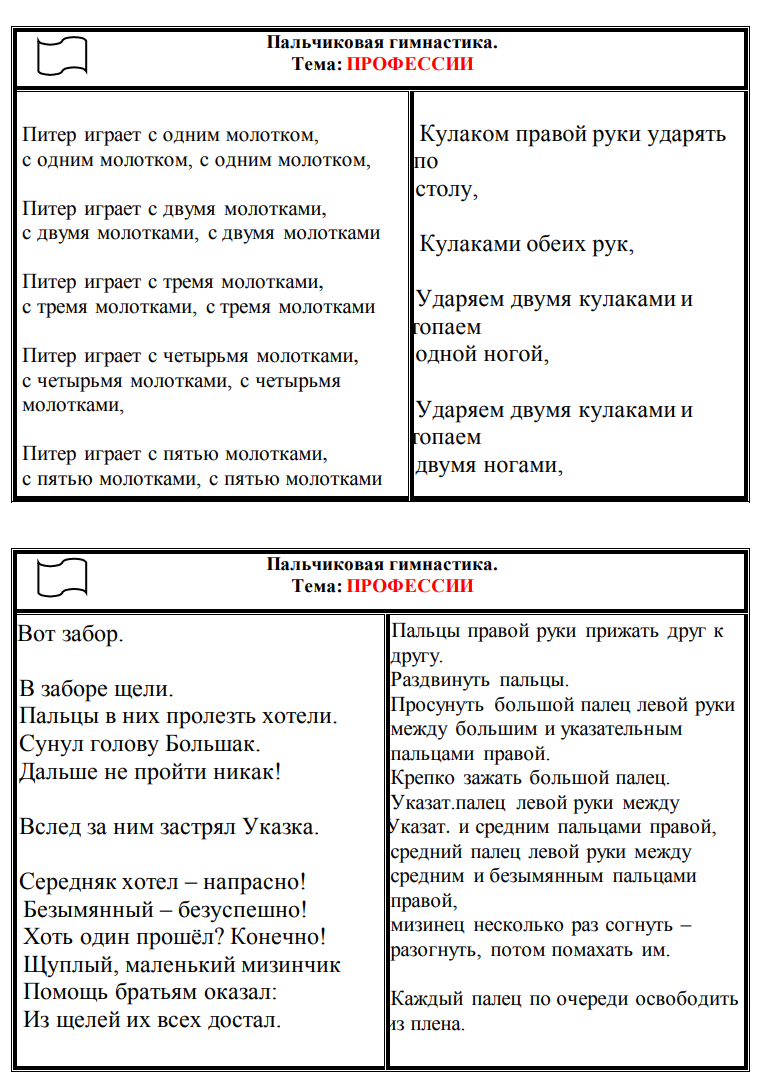 Пальчиковая гимнастика.
Тема: ПРОФЕССИИ
Питер играет с одним молотком,
с одним молотком, с одним молотком,
Питер играет с двумя молотками,
с двумя молотками, с двумя молотками
Питер играет с тремя молотками,
с тремя молотками, с тремя молотками
Питер играет с четырьмя молотками,
с четырьмя молотками, с четырьмя
молотками,
Питер играет с пятью молотками,
с пятью молотками, с пятью молотками
Кулаком правой руки ударять
по
столу,
Кулаками обеих рук,
Ударяем двумя кулаками и
топаем
одной ногой,
Ударяем двумя кулаками и
топаем
двумя ногами,
Пальчиковая гимнастика.
Тема: ПРОФЕССИИ
Вот забор.
В заборе щели.
Пальцы в них пролезть хотели.
Сунул голову Большак.
Дальше не пройти никак!
Вслед за ним застрял Указка.
Середняк хотел – напрасно!
Безымянный – безуспешно!
Хоть один прошёл? Конечно!
Щуплый, маленький мизинчик
Помощь братьям оказал:
Из щелей их всех достал.
Пальцы правой руки прижать друг к
другу.
Раздвинуть пальцы.
Просунуть большой палец левой руки
между большим и указательным
пальцами правой.
Крепко зажать большой палец.
Указат.палец левой руки между
Указат. и средним пальцами правой,
средний палец левой руки между
средним и безымянным пальцами
правой,
мизинец несколько раз согнуть –
разогнуть, потом помахать им.
Каждый палец по очереди освободить
из плена.